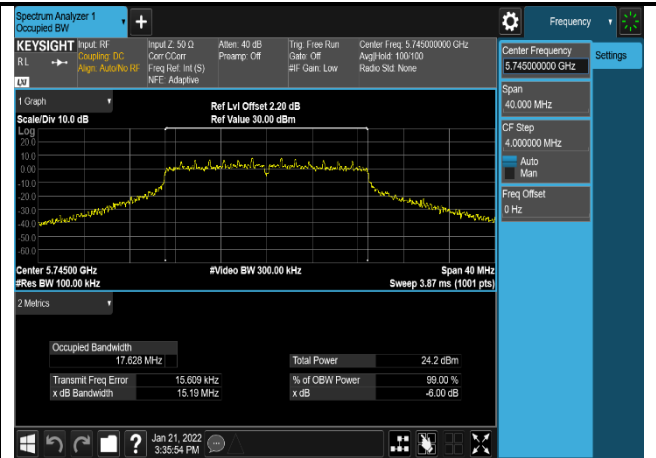 Spectrum Analyzer 1
Occupied BW
+
Frequency
KEYSIGHT
RL
LXI
Input: RF
Coupling: DC
Align: Auto/No RF
Input Z: 50 Ω
Corr CCorr
Freq Ref: Int (S)
NFE: Adaptive
Atten: 40 dB
Preamp: Off
Trig: Free Run
Gate: Off
#IF Gain: Low
Center Freq: 5.745000000 GHz
Avg|Hold: 100/100
Radio Std: None
Center Frequency
5.745000000 GHz
Settings
Span
40.000 MHz
CF Step
4.000000 MHz
Auto
Man
Freq Offset
0 Hz
1 Graph
Scale/Div 10.0 dB
Ref Lvl Offset 2.20 dB
Ref Value 30.00 dBm
Log
20.0
10.0
0.00
-10.0
-20.0
-30.0
-40.0
-50.0
-60.0
Center 5.74500 GHz
#Video BW 300.00 kHz
Span 40 MHz
#Res BW 100.00 kHz
Sweep 3.87 ms (1001 pts)
2 Metrics
Occupied Bandwidth
17.628 MHz
Total Power 24.2 dBm
Transmit Freq Error 15.609 kHz
% of OBW Power 99.00 %
x dB Bandwidth 15.19 MHz
x dB -6.00 dB
?
Jan 21, 2022
3:35:54 PM